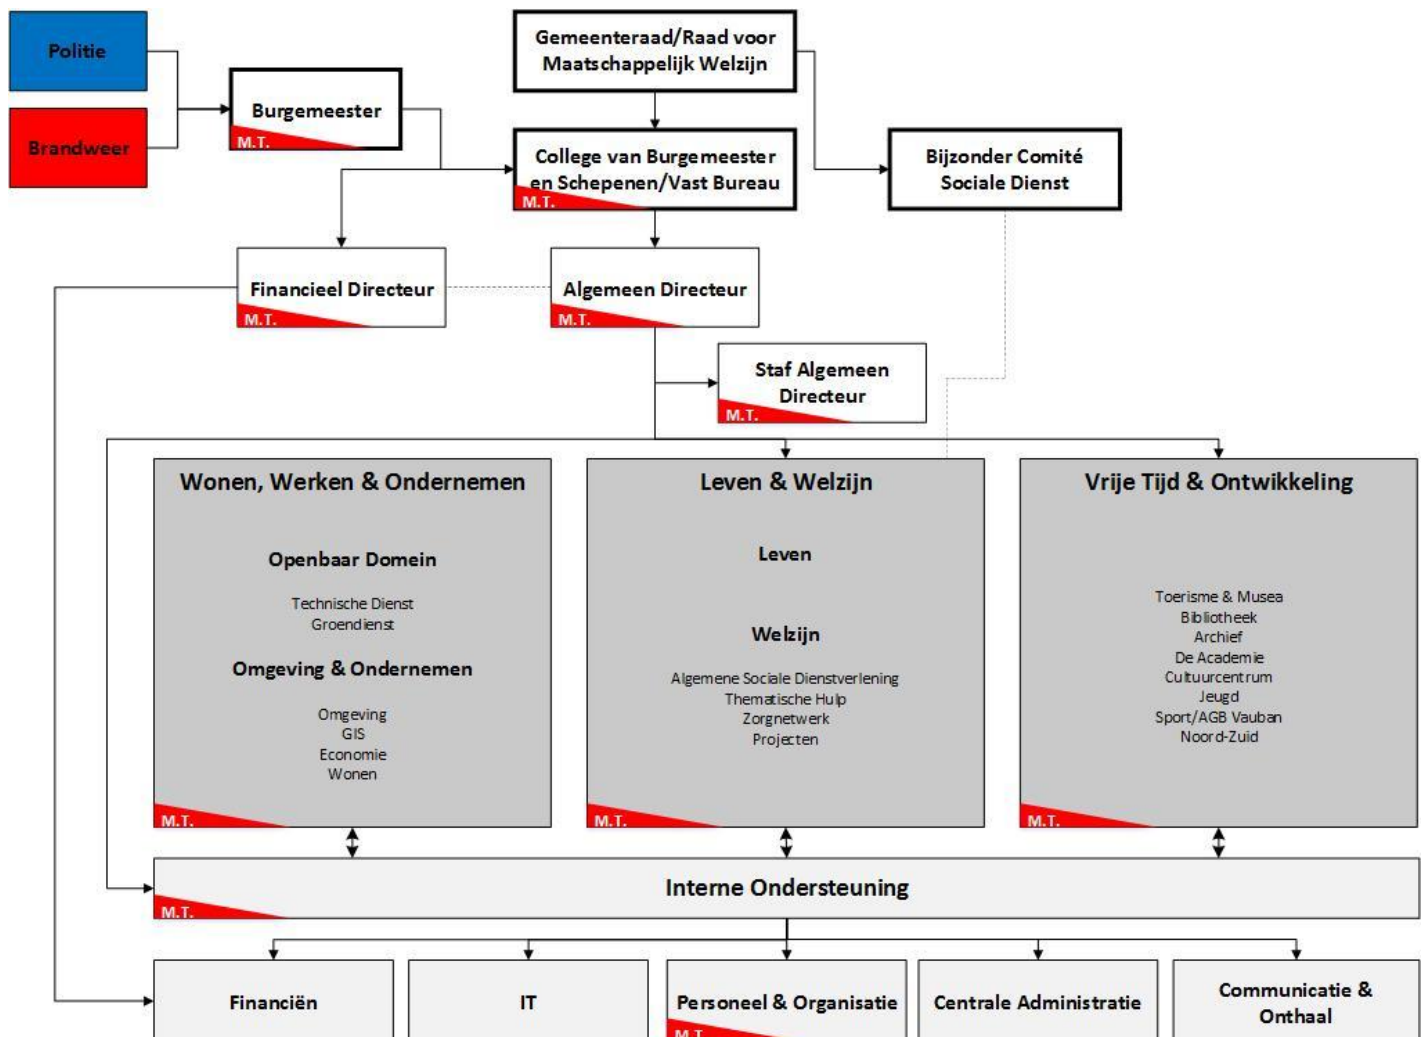 Politie
Brandweer
Burgemeester
M.T.
Gemeenteraad/Raad voor
Maatschappelijk Welzijn
College van Burgemeester
en Schepenen/Vast Bureau
M.T.
Bijzonder Comité
Sociale Dienst
Financieel Directeur
M.T.
Algemeen Directeur
M.T.
Staf Algemeen
Directeur
M.T.
Wonen, Werken & Ondernemen
Openbaar Domein
Technische Dienst
Groendienst
Omgeving & Ondernemen
Omgeving
GIS
Economie
Wonen
M.T.
Leven & Welzijn
Leven
Welzijn
Algemene Sociale Dienstverlening
Thematische Hulp
Zorgnetwerk
Projecten
M.T.
Vrije Tijd & Ontwikkeling
Toerisme & Musea
Bibliotheek
Archief
De Academie
Cultuurcentrum
Jeugd
Sport/AGB Vauban
Noord-Zuid
M.T.
Interne Ondersteuning
M.T.
Financiën
IT
Personeel & Organisatie
M.T.
Centrale Administratie
Communicatie &
Onthaal